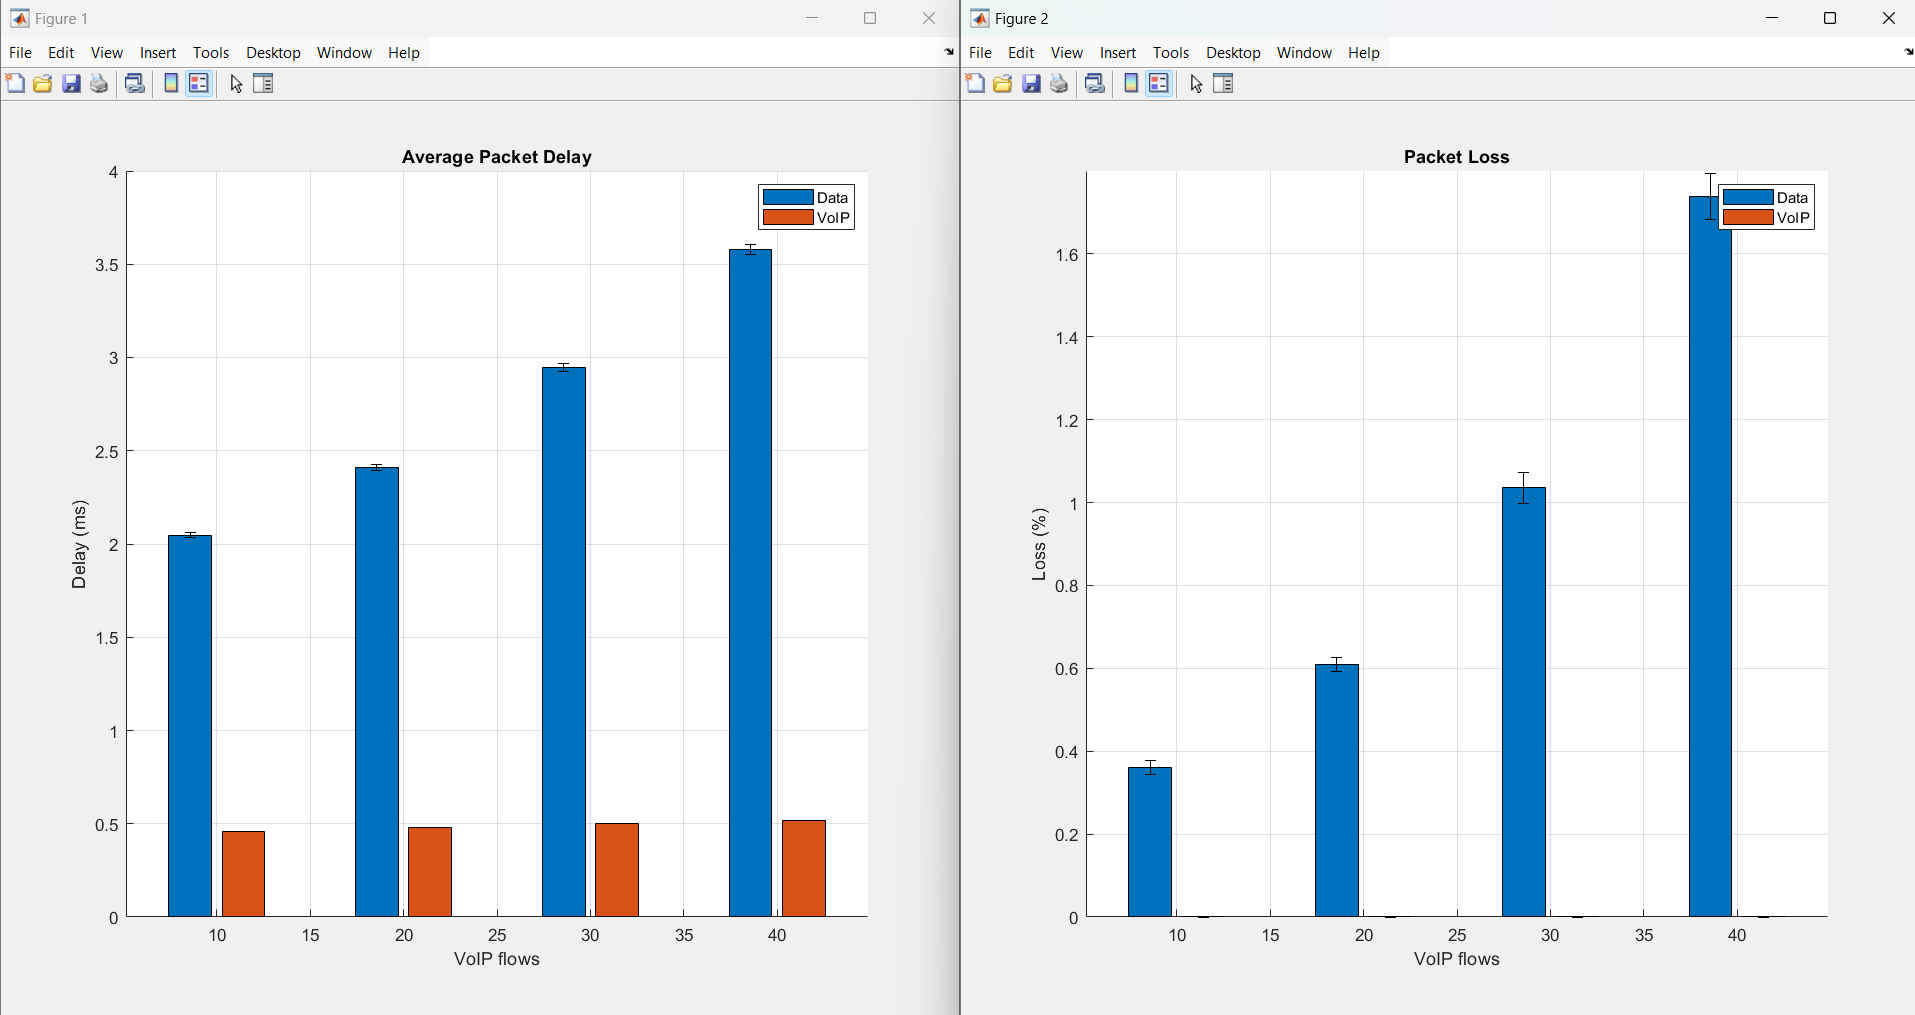 Figure 1
File Edit View Insert Tools Desktop Window Help
Average Packet Delay
Data
VoIP
4
3.5
3
2.5
2
1.5
1
0.5
0
Delay (ms)
10 15 20 25 30 35 40
VoIP flows
Figure 2
File Edit View Insert Tools Desktop Window Help
Packet Loss
Data
VoIP
1.6
1.4
1.2
1
0.8
0.6
0.4
0.2
0
Loss (%)
10 15 20 25 30 35 40
VoIP flows